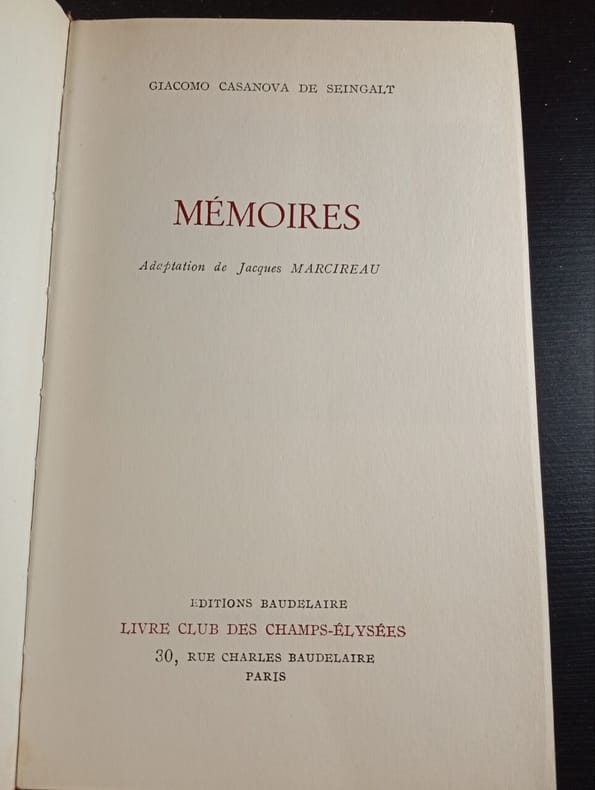 GIACOMO CASANOVA DE SEINGALT
MÉMOIRES
Adaptation de Jacques MARCIREAU
EDITIONS BAUDELAIRE
LIVRE CLUB DES CHAMPS-ÉLYSÉES
30, RUE CHARLES BAUDELAIRE
PARIS